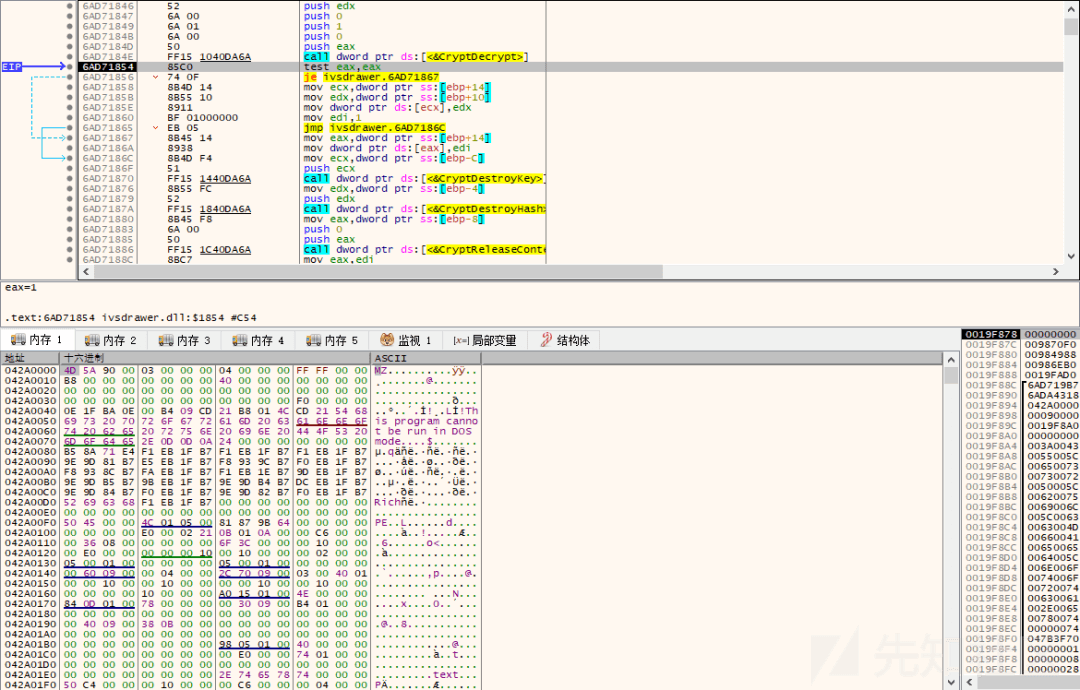 6AD71846 52 push edx
6AD71847 6A 00 push 0
6AD71849 6A 01 push 1
6AD7184B 6A 00 push 0
6AD7184D 50 push eax
6AD7184E FF15 1040DA6A call dword ptr ds:[<&CryptDecrypt>]
EIP 6AD71854 85C0 test eax,eax
6AD71856 74 0F je ivsdrawer.6AD71867
6AD71858 8B4D 14 mov ecx,dword ptr ss:[ebp+14]
6AD7185B 8B55 10 mov edx,dword ptr ss:[ebp+10]
6AD7185E 8911 mov dword ptr ds:[ecx],edx
6AD71860 BF 01000000 mov edi,1
6AD71865 EB 05 jmp ivsdrawer.6AD7186C
6AD71867 8B45 14 mov eax,dword ptr ss:[ebp+14]
6AD7186A 8938 mov dword ptr ds:[eax],edi
6AD7186C 8B4D F4 mov ecx,dword ptr ss:[ebp-C]
6AD7186F 51 push ecx
6AD71870 FF15 1440DA6A call dword ptr ds:[<&CryptDestroyKey>]
6AD71876 8B55 FC mov edx,dword ptr ss:[ebp-4]
6AD71879 52 push edx
6AD7187A FF15 1840DA6A call dword ptr ds:[<&CryptDestroyHash>
6AD71880 8B45 F8 mov eax,dword ptr ss:[ebp-8]
6AD71883 6A 00 push 0
6AD71885 50 push eax
6AD71886 FF15 1C40DA6A call dword ptr ds:[<&CryptReleaseConte
6AD7188C 8BC7 mov eax,edi
eax=1
.text:6AD71854 ivsdrawer.dll:$1854 #C54
内存 1 内存 2 内存 3 内存 4 内存 5 监视 1 [x=] 局部变量 结构体
地址 十六进制 ASCII
042A0000 4D 5A 90 00 03 00 00 00 04 00 00 00 FF FF 00 00 MZ..........ÿÿ..
042A0010 B8 00 00 00 00 00 00 00 40 00 00 00 00 00 00 00 ¸.......@.......
042A0020 00 00 00 00 00 00 00 00 00 00 00 00 00 00 00 00 ................
042A0030 00 00 00 00 00 00 00 00 00 00 00 00 F0 00 00 00 ............ð...
042A0040 0E 1F BA 0E 00 B4 09 CD 21 B8 01 4C CD 21 54 68 ..º..´.Í!¸.LÍ!Th
042A0050 69 73 20 70 72 6F 67 72 61 6D 20 63 61 6E 6E 6F is program canno
042A0060 74 20 62 65 20 72 75 6E 20 69 6E 20 44 4F 53 20 t be run in DOS
042A0070 6D 6F 64 65 2E 0D 0D 0A 24 00 00 00 00 00 00 00 mode....$.......
042A0080 B5 8A 71 E4 F1 EB 1F B7 F1 EB 1F B7 F1 EB 1F B7 µ.qäñë.·ñë.·ñë.·
042A0090 9E 9D 81 B7 E5 EB 1F B7 F8 93 9C B7 F0 EB 1F B7 ...·åë.·ø..·ðë.·
042A00A0 F8 93 8C B7 FA EB 1F B7 F1 EB 1E B7 9D EB 1F B7 ø..·úë.·ñë.·.ë.·
042A00B0 9E 9D B5 B7 9B EB 1F B7 9E 9D B4 B7 DC EB 1F B7 ..µ·.ë.·..´·Üë.·
042A00C0 9E 9D 84 B7 F0 EB 1F B7 9E 9D 82 B7 F0 EB 1F B7 ...·ðë.·...·ðë.·
042A00D0 52 69 63 68 F1 EB 1F B7 00 00 00 00 00 00 00 00 Richñë.·........
042A00E0 00 00 00 00 00 00 00 00 00 00 00 00 00 00 00 00 ................
042A00F0 50 45 00 00 4C 01 05 00 81 87 9B 64 00 00 00 00 PE..L......d....
042A0100 00 00 00 00 E0 00 02 21 0B 01 0A 00 00 C6 00 00 ....à..!.....Æ..
042A0110 00 36 08 00 00 00 00 00 6F 3C 00 00 00 10 00 00 .6......o<......
042A0120 00 E0 00 00 00 00 00 10 00 10 00 00 00 02 00 00 .à..............
042A0130 05 00 01 00 00 00 00 00 05 00 01 00 00 00 00 00 ................
042A0140 00 60 09 00 00 04 00 00 2C 70 09 00 03 00 40 01 .`......,p....@.
042A0150 00 00 10 00 00 10 00 00 00 00 10 00 00 10 00 00 ................
042A0160 00 00 00 00 10 00 00 00 A0 15 01 00 4E 00 00 00 ........ ...N...
042A0170 84 0D 01 00 78 00 00 00 00 30 09 00 B4 01 00 00 ....x....0..´...
042A0180 00 00 00 00 00 00 00 00 00 00 00 00 00 00 00 00 ................
042A0190 00 40 09 00 38 0B 00 00 00 00 00 00 00 00 00 00 .@..8...........
042A01A0 00 00 00 00 00 00 00 00 00 00 00 00 00 00 00 00 ................
042A01B0 00 00 00 00 00 00 00 00 98 05 01 00 40 00 00 00 ............@...
042A01C0 00 00 00 00 00 00 00 00 00 E0 00 00 74 01 00 00 .........à..t...
042A01D0 00 00 00 00 00 00 00 00 00 00 00 00 00 00 00 00 ................
042A01E0 00 00 00 00 00 00 00 00 2E 74 65 78 74 00 00 00 .........text...
042A01F0 50 C4 00 00 00 10 00 00 00 C6 00 00 00 04 00 00 PÄ.......Æ......
0019F878 00000000
0019F87C 009870F0
0019F880 00984988
0019F884 00986EB0
0019F888 0019FAD0
0019F88C 6AD719B7
0019F890 6ADA4318
0019F894 042A0000
0019F898 00090000
0019F89C 0019F8A0
0019F8A0 00000000
0019F8A4 003A0043
0019F8A8 0055005C
0019F8AC 00650073
0019F8B0 00730072
0019F8B4 0050005C
0019F8B8 00620075
0019F8BC 0069006C
0019F8C0 005C0063
0019F8C4 0063004D
0019F8C8 00660041
0019F8CC 00650065
0019F8D0 0064005C
0019F8D4 006E006F
0019F8D8 0074006F
0019F8DC 00720074
0019F8E0 00630061
0019F8E4 002E0065
0019F8E8 00780074
0019F8EC 00000074
0019F8F0 047B3F70
0019F8F4 00000001
0019F8F8 00000008
0019F8FC 00000028
先知